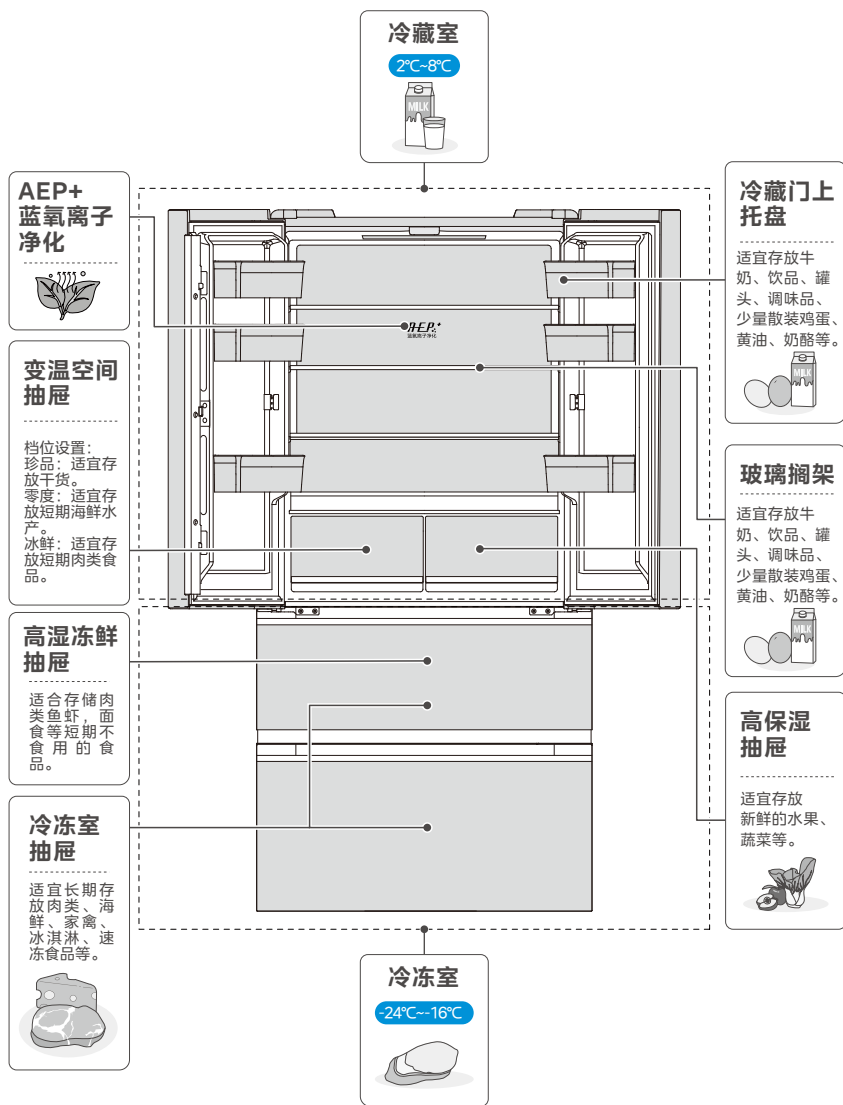 冷藏室
2℃~8℃
MILK
AEP+
蓝氧离子
净化
变温空间
抽屉
档位设置：
珍品：适宜存
放干货。
零度：适宜存
放短期海鲜水
产。
冰鲜：适宜存
放短期肉类食
品。
高湿冻鲜
抽屉
适合存储肉
类鱼虾，面
食等短期不
食用的食
品。
冷冻室
抽屉
适宜长期存
放肉类、海
鲜、家禽、
冰淇淋、速
冻食品等。
AEP+
蓝氧离子净化
冷藏门上
托盘
适宜存放牛
奶、饮品、罐
头、调味品、
少量散装鸡蛋、
黄油、奶酪等。
MILK
玻璃搁架
适宜存放牛
奶、饮品、罐
头、调味品、
少量散装鸡蛋、
黄油、奶酪等。
MILK
高保湿
抽屉
适宜存放
新鲜的水果、
蔬菜等。
冷冻室
-24℃~-16℃